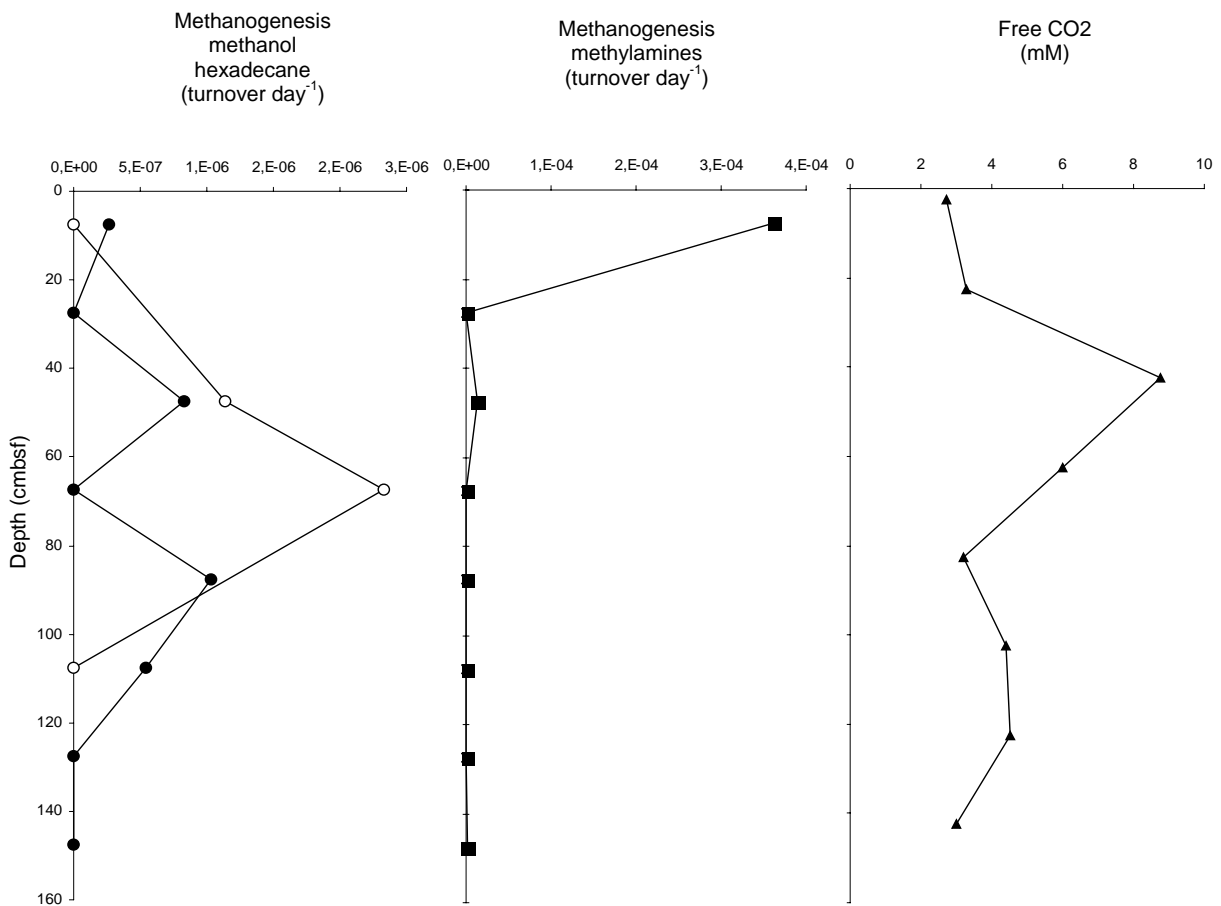 Methanogenesis
methanol
hexadecane
(turnover day-1)
Methanogenesis
methylamines
(turnover day-1)
Free CO2
(mM)
0,E+00 5,E-07 1,E-06 2,E-06 3,E-06
0,E+00 1,E-04 2,E-04 3,E-04 4,E-04
0 2 4 6 8 10
0
20
40
60
80
100
120
140
160
Depth (cmbsf)